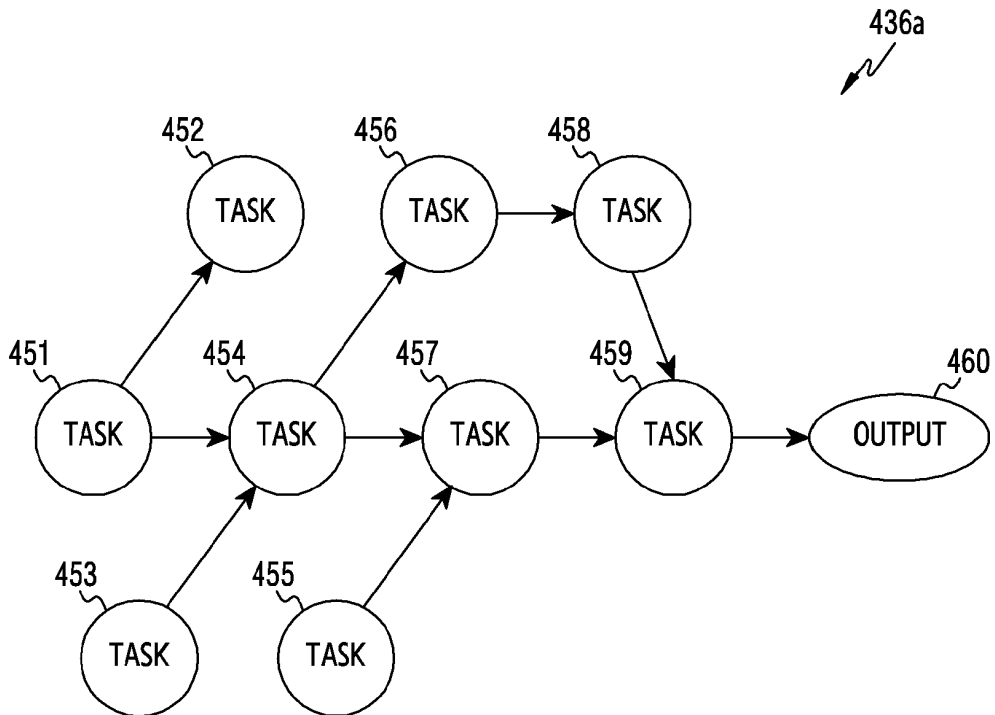 436a
452
456
458
TASK
TASK
TASK
451
454
457
459
460
TASK
TASK
TASK
TASK
OUTPUT
453
455
TASK
TASK